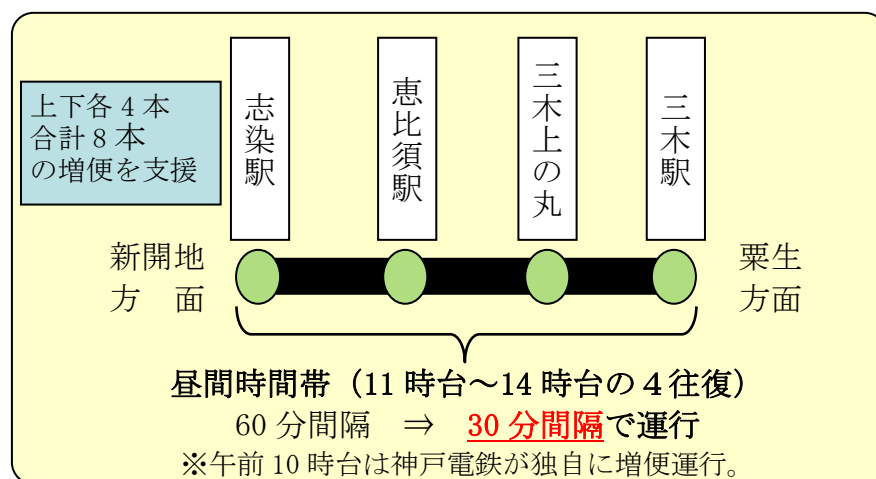 上下各4本
合計8本
の増便を支援
志染駅
恵比須駅
三木上の丸
三木駅
新開地
方　面
粟生
方面
昼間時間帯（11時台～14時台の４往復）
60分間隔　⇒　30分間隔で運行
※午前10時台は神戸電鉄が独自に増便運行。